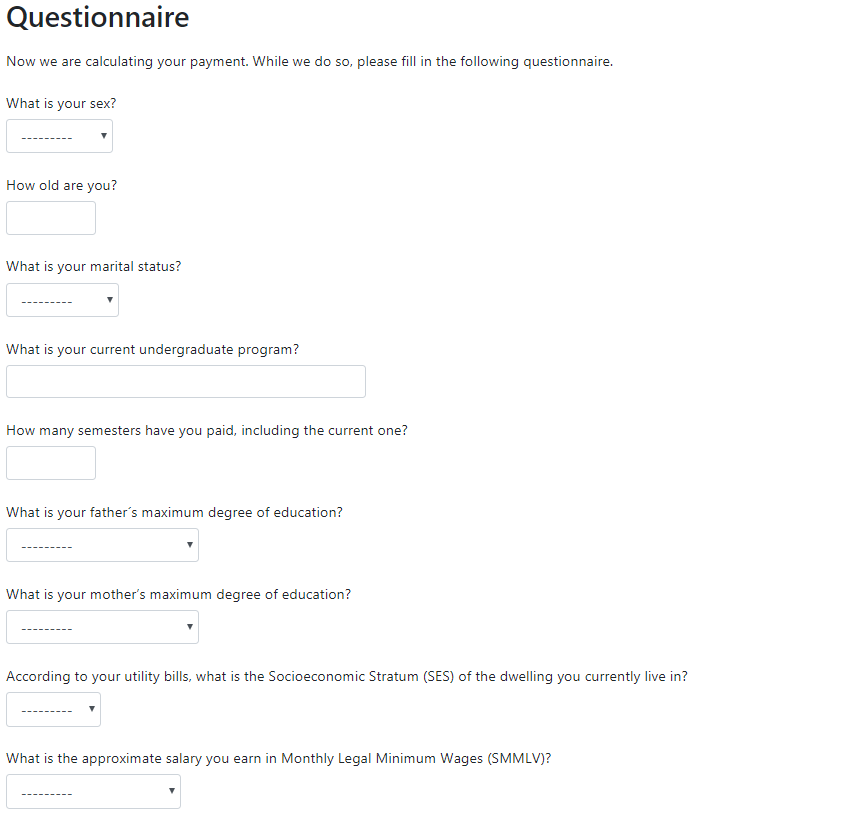 Questionnaire
Now we are calculating your payment. While we do so, please fill in the following questionnaire.
What is your sex?
---------
How old are you?
What is your marital status?
---------
What is your current undergraduate program?
How many semesters have you paid, including the current one?
What is your father´s maximum degree of education?
---------
What is your mother’s maximum degree of education?
---------
According to your utility bills, what is the Socioeconomic Stratum (SES) of the dwelling you currently live in?
---------
What is the approximate salary you earn in Monthly Legal Minimum Wages (SMMLV)?
---------